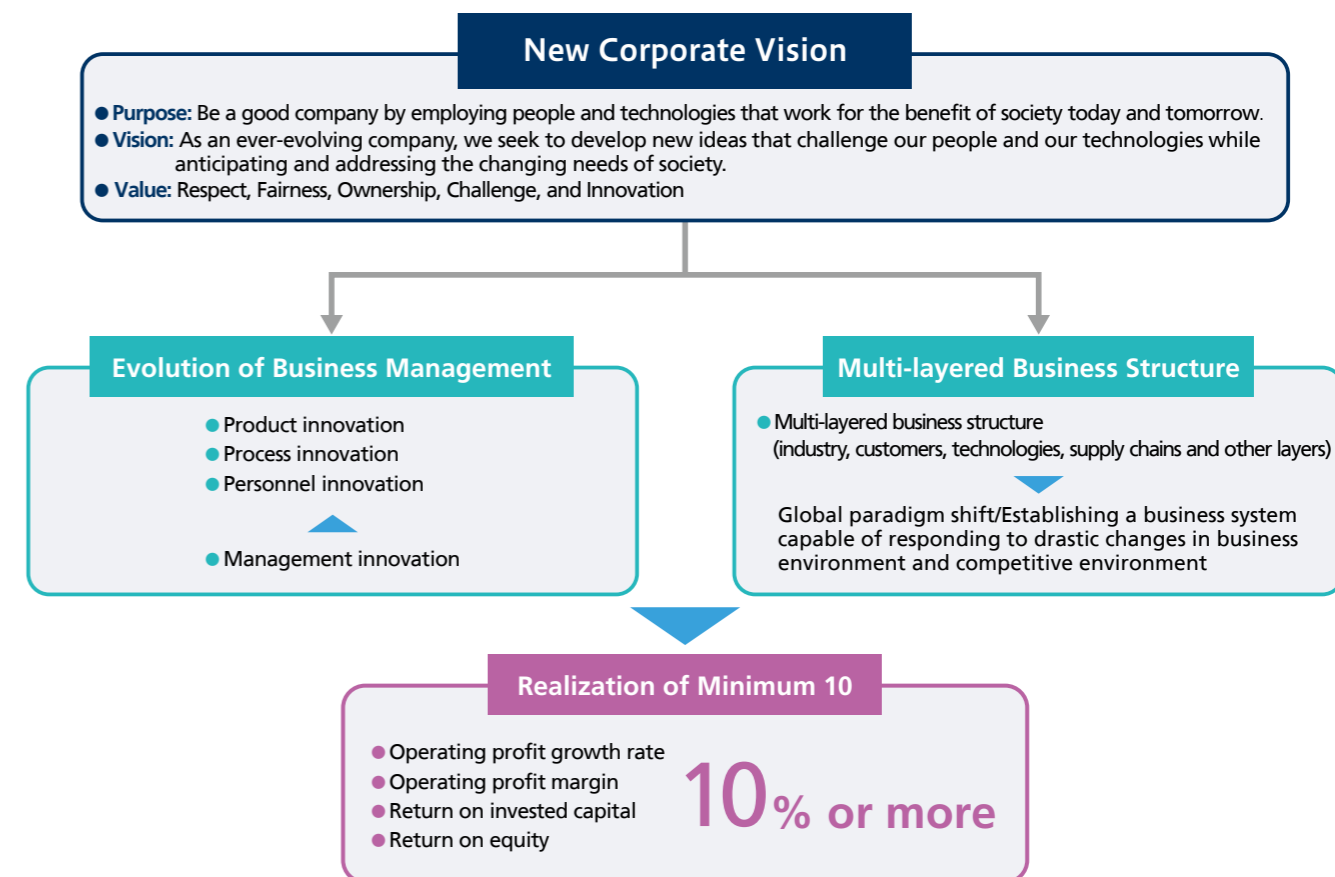 New Corporate Vision
● Purpose: Be a good company by employing people and technologies that work for the benefit of society today and tomorrow.
● Vision: As an ever-evolving company, we seek to develop new ideas that challenge our people and our technologies while
anticipating and addressing the changing needs of society.
● Value: Respect, Fairness, Ownership, Challenge, and Innovation
Evolution of Business Management
● Product innovation
● Process innovation
● Personnel innovation
● Management innovation
Multi-layered Business Structure
● Multi-layered business structure
(industry, customers, technologies, supply chains and other layers)
Global paradigm shift/Establishing a business system
capable of responding to drastic changes in business
environment and competitive environment
Realization of Minimum 10
● Operating profit growth rate
● Operating profit margin
● Return on invested capital
● Return on equity
10% or more